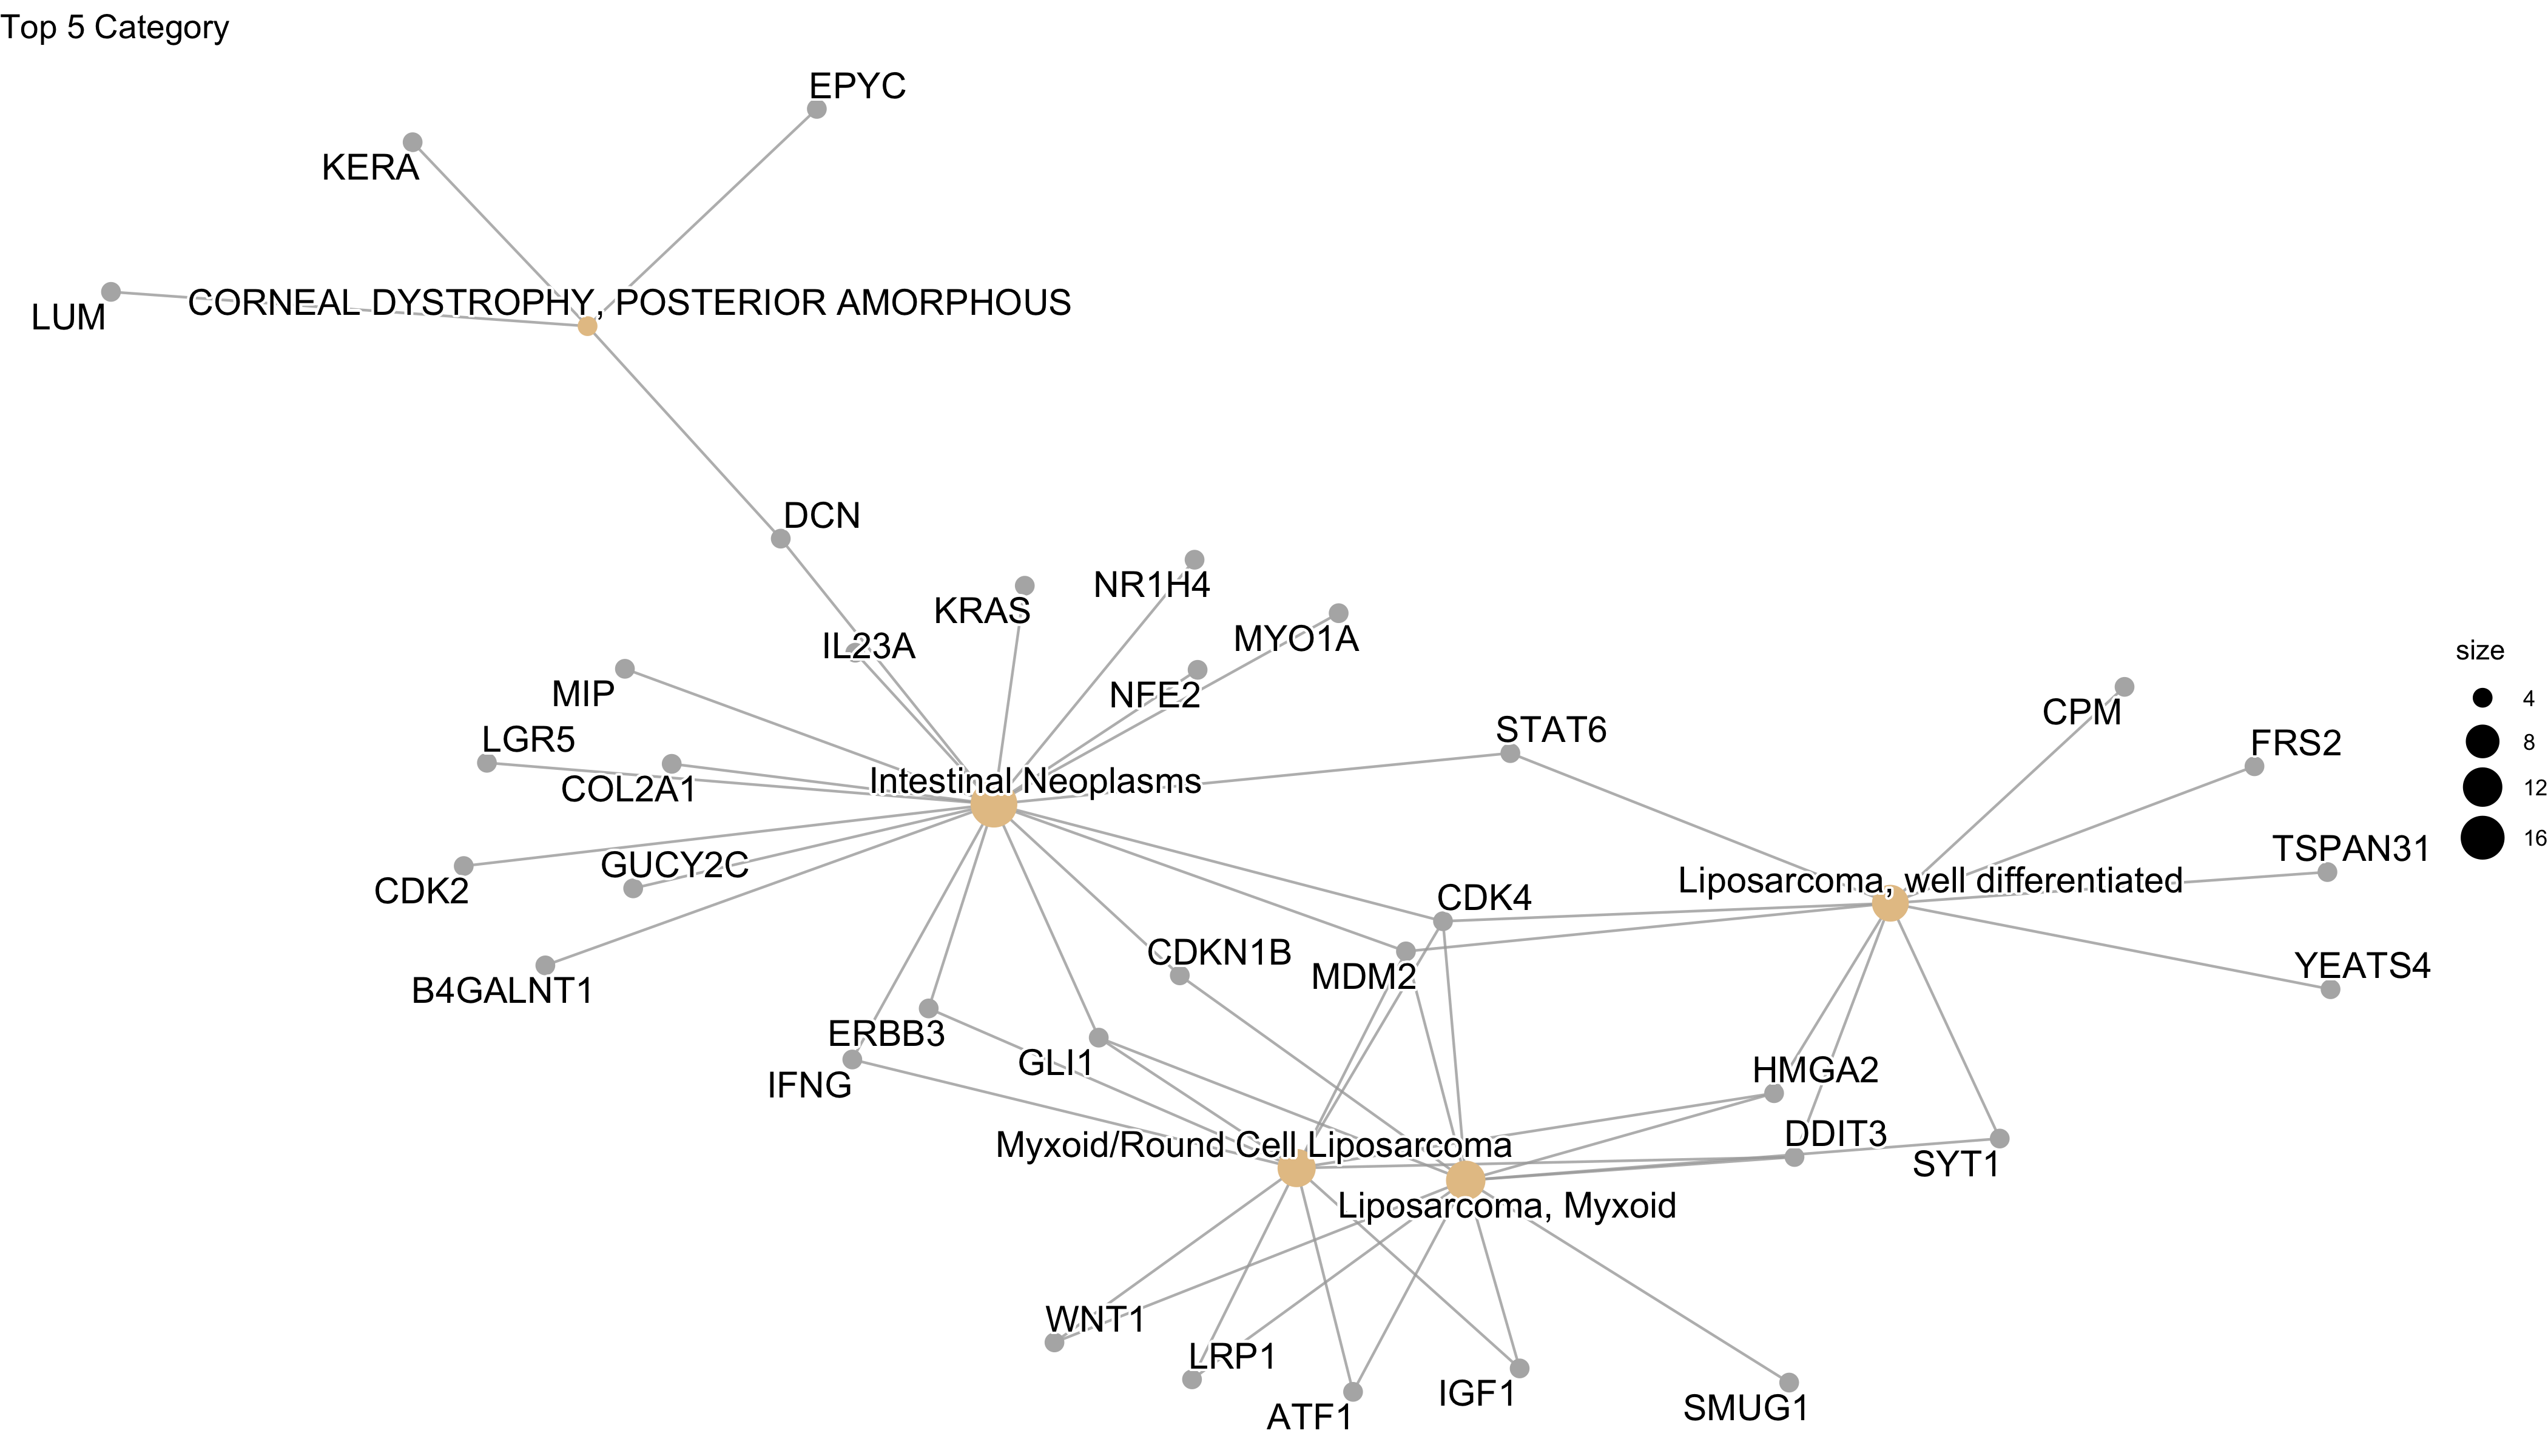 Top 5 Category
EPYC
KERA
LUM
CORNEAL DYSTROPHY, POSTERIOR AMORPHOUS
DCN
KRAS
NR1H4
IL23A
MYO1A
MIP
NFE2
LGR5
COL2A1
Intestinal Neoplasms
STAT6
CPM
FRS2
TSPAN31
CDK2
GUCY2C
Liposarcoma, well differentiated
CDK4
B4GALNT1
CDKN1B
MDM2
YEATS4
ERBB3
IFNG
GLI1
HMGA2
DDIT3
SYT1
Myxoid/Round Cell Liposarcoma
Liposarcoma, Myxoid
WNT1
LRP1
ATF1
IGF1
SMUG1
size
4
8
12
16